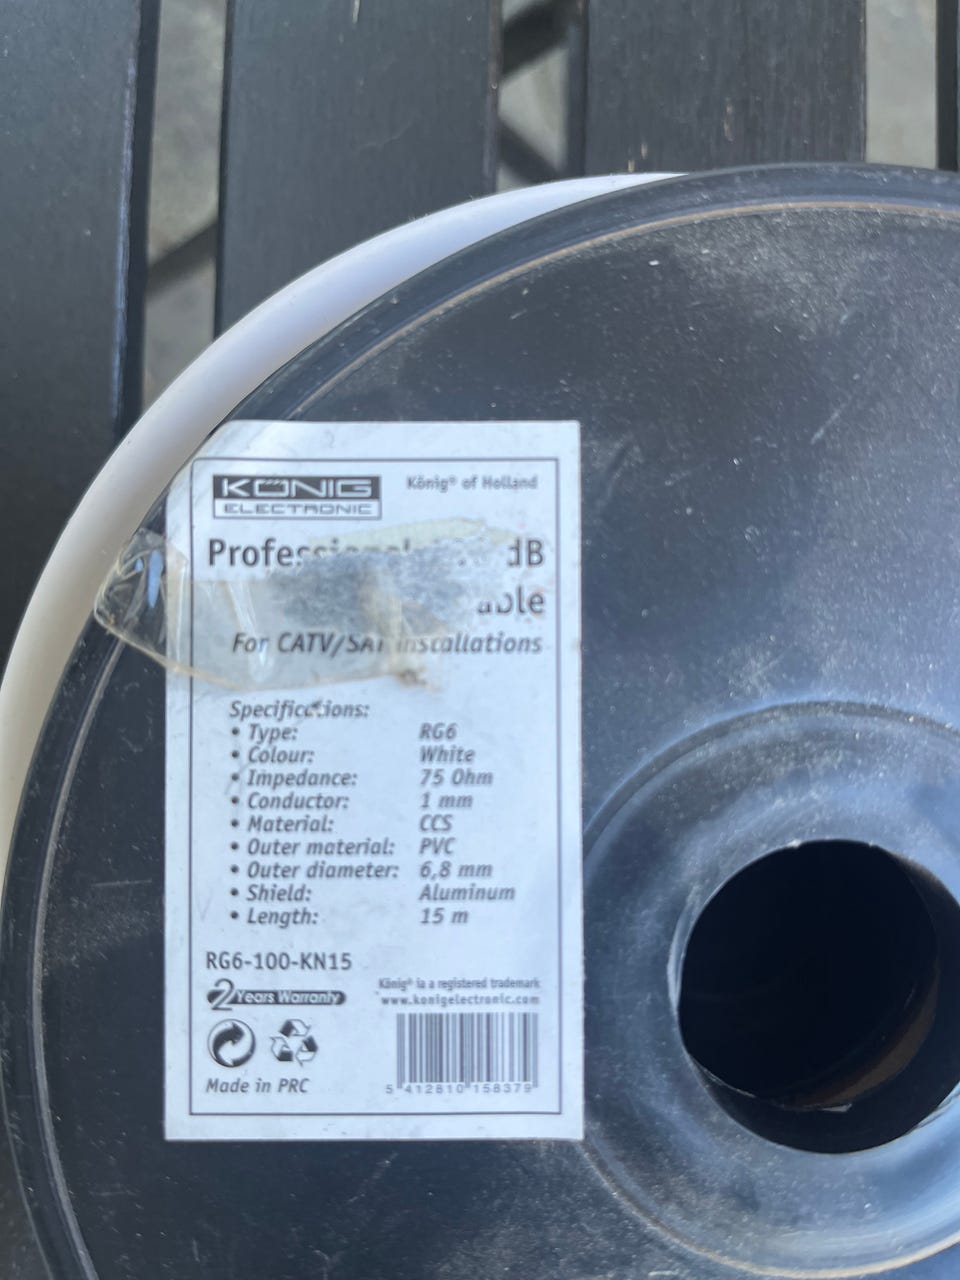 KÖNIG
ELECTRONIC
König® of Holland
Professional dB
For CATV/SAT installations
Specifications:
• Type: RG6
• Colour: White
• Impedance: 75 Ohm
• Conductor: 1 mm
• Material: CCS
• Outer material: PVC
• Outer diameter: 6,8 mm
• Shield: Aluminum
• Length: 15 m
RG6-100-KN15
2 Years Warranty
König® is a registered trademark
www.konigelectronic.com
Made in PRC
5 412810 158379